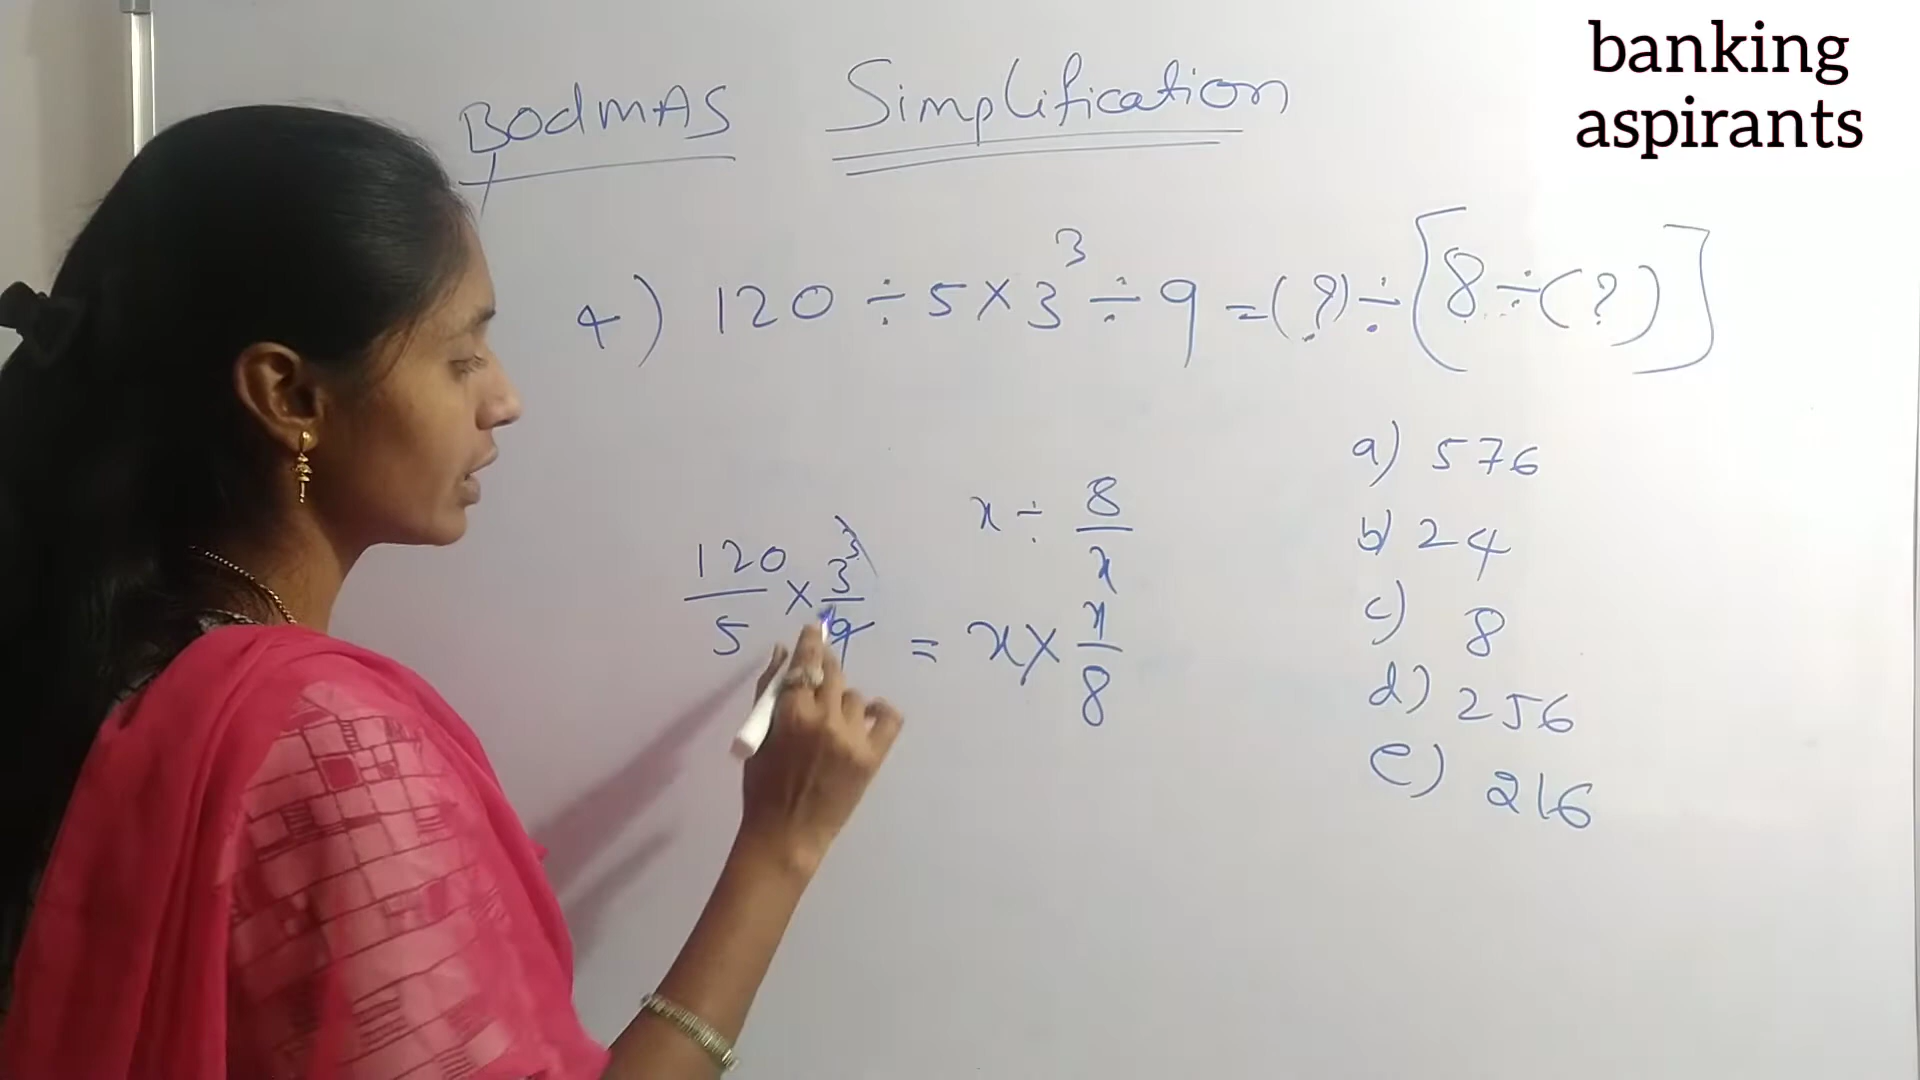 banking
aspirants
BodMAS Simplification
4) 120 ÷ 5 × 3³ ÷ 9 = (?) ÷ [8 ÷ (?)]
a) 576
x ÷ 8/x
b) 24
120/5 × 3³/9 = x × x/8
c) 8
d) 256
e) 216